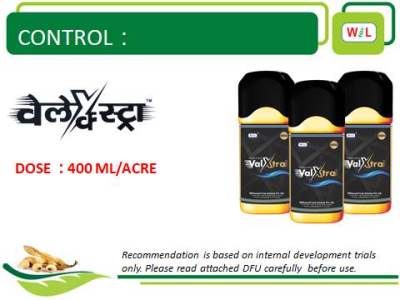 CONTROL :
W L
वेलेक्स्ट्रा™
DOSE : 400 ML/ACRE
ValXtra
ValXtra
ValXtra
Recommendation is based on internal development trials
only. Please read attached DFU carefully before use.